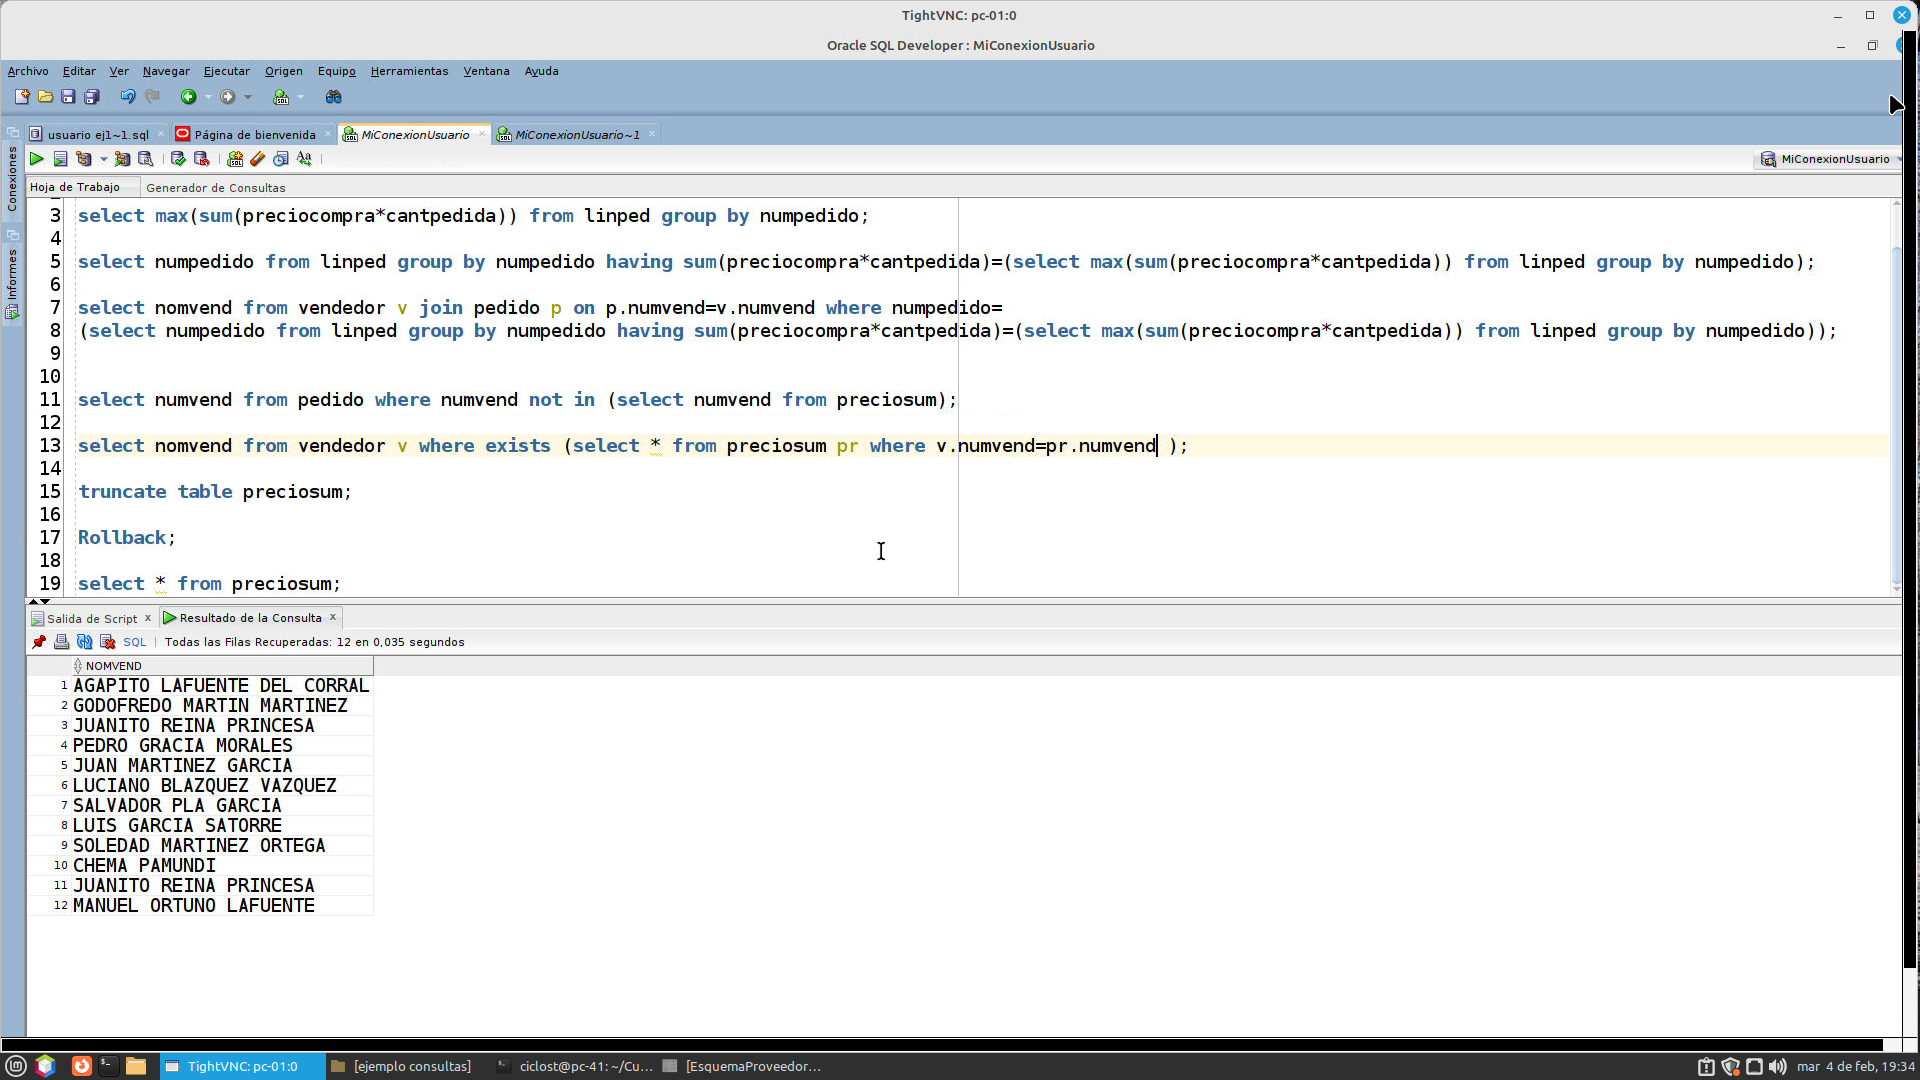 TightVNC: pc-01:0
Oracle SQL Developer : MiConexionUsuario
Archivo Editar Ver Navegar Ejecutar Origen Equipo Herramientas Ventana Ayuda
usuario ej1~1.sql Página de bienvenida MiConexionUsuario MiConexionUsuario~1
MiConexionUsuario
Conexiones
Informes
Hoja de Trabajo Generador de Consultas
3 select max(sum(preciocompra*cantpedida)) from linped group by numpedido;
4
5 select numpedido from linped group by numpedido having sum(preciocompra*cantpedida)=(select max(sum(preciocompra*cantpedida)) from linped group by numpedido);
6
7 select nomvend from vendedor v join pedido p on p.numvend=v.numvend where numpedido=
8 (select numpedido from linped group by numpedido having sum(preciocompra*cantpedida)=(select max(sum(preciocompra*cantpedida)) from linped group by numpedido));
9
10
11 select numvend from pedido where numvend not in (select numvend from preciosum);
12
13 select nomvend from vendedor v where exists (select * from preciosum pr where v.numvend=pr.numvend );
14
15 truncate table preciosum;
16
17 Rollback;
18
19 select * from preciosum;
Salida de Script x Resultado de la Consulta x
SQL | Todas las Filas Recuperadas: 12 en 0,035 segundos
NOMVEND
1 AGAPITO LAFUENTE DEL CORRAL
2 GODOFREDO MARTIN MARTINEZ
3 JUANITO REINA PRINCESA
4 PEDRO GRACIA MORALES
5 JUAN MARTINEZ GARCIA
6 LUCIANO BLAZQUEZ VAZQUEZ
7 SALVADOR PLA GARCIA
8 LUIS GARCIA SATORRE
9 SOLEDAD MARTINEZ ORTEGA
10 CHEMA PAMUNDI
11 JUANITO REINA PRINCESA
12 MANUEL ORTUNO LAFUENTE
TightVNC: pc-01:0 [ejemplo consultas] ciclost@pc-41: ~/Cu... [EsquemaProveedor... mar 4 de feb, 19:34